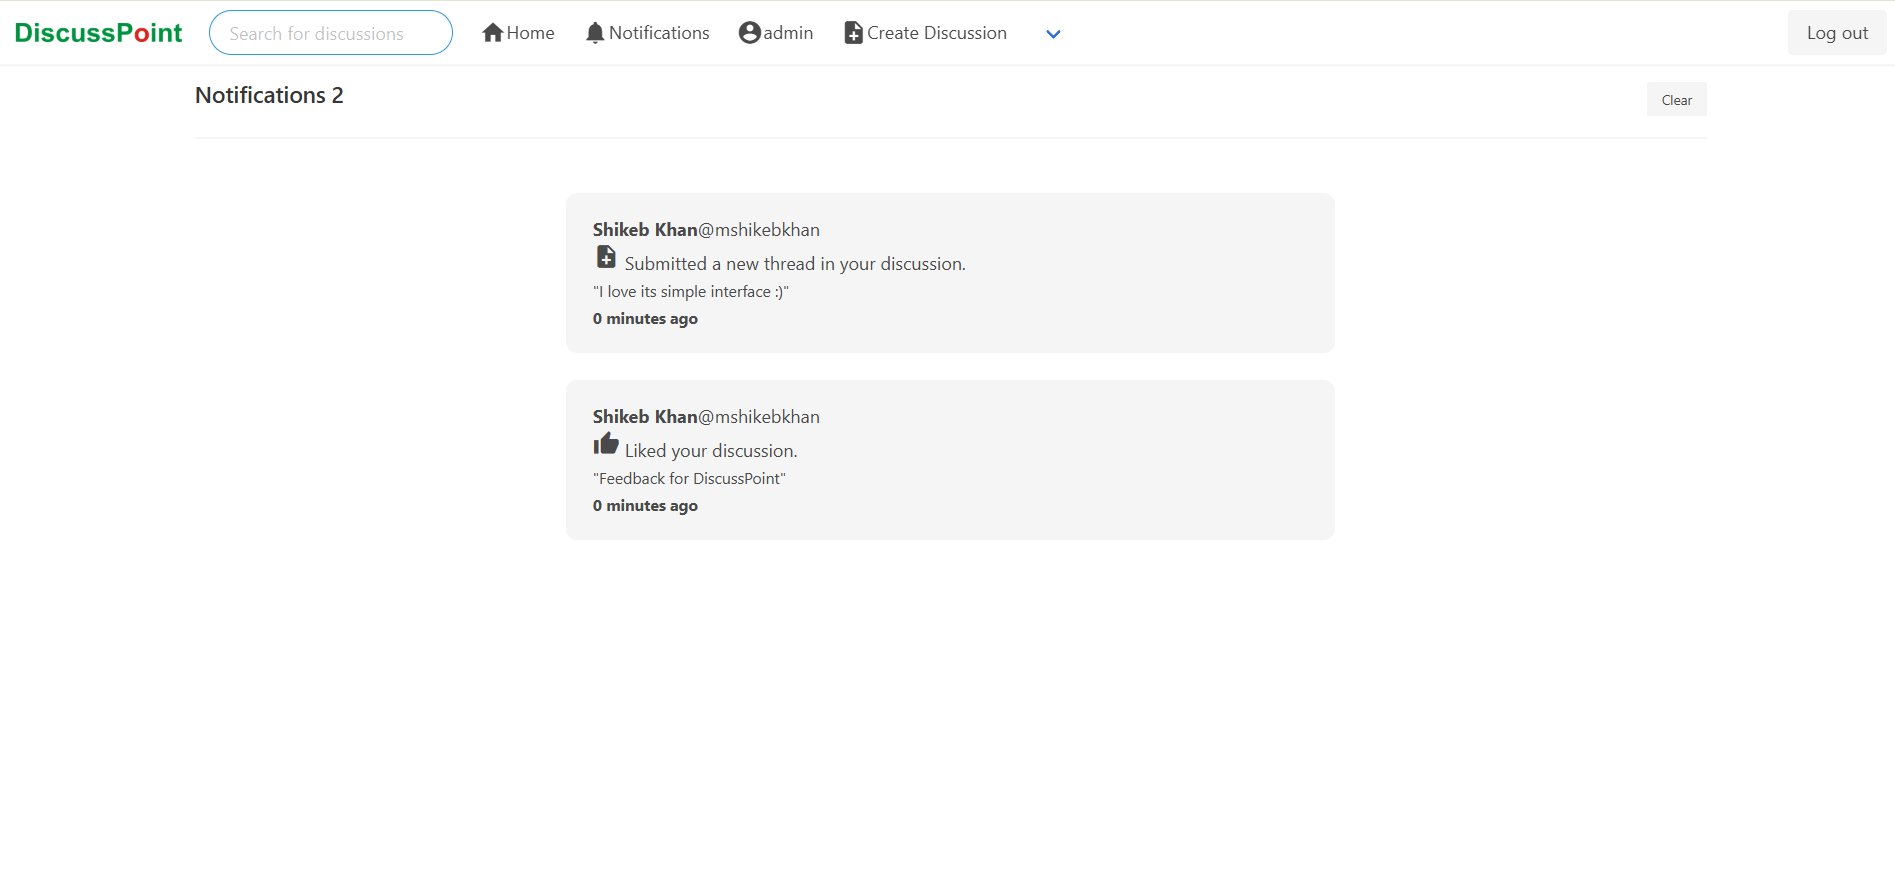 DiscussPoint
Search for discussions
Home
Notifications
admin
Create Discussion
Log out
Notifications 2
Clear
Shikeb Khan@mshikebkhan
Submitted a new thread in your discussion.
"I love its simple interface :)"
0 minutes ago
Shikeb Khan@mshikebkhan
Liked your discussion.
"Feedback for DiscussPoint"
0 minutes ago